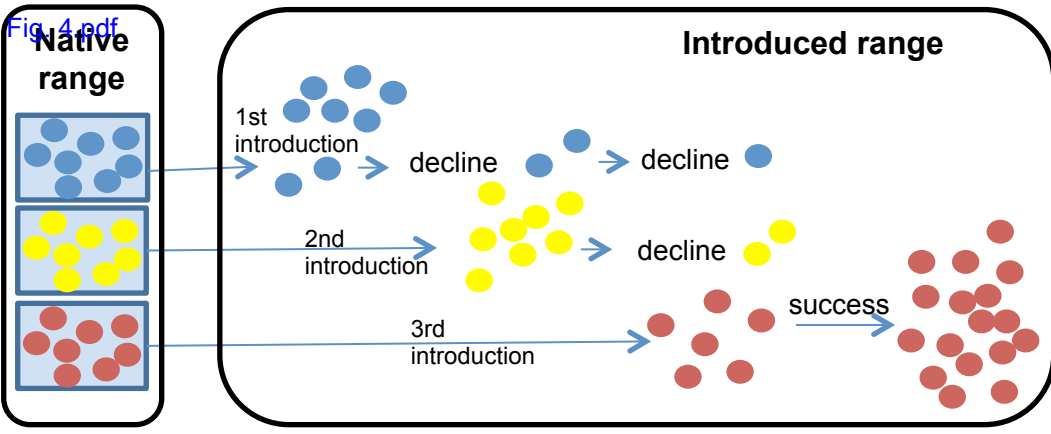 Fig. 4.pdf
Native
range
Introduced range
1st
introduction
decline
decline
2nd
introduction
decline
3rd
introduction
success